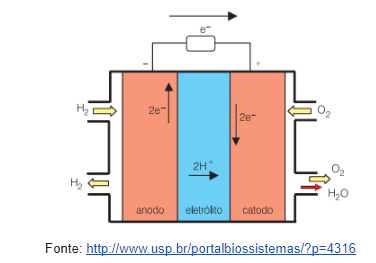 e⁻
− +
H₂ 2e⁻ 2e⁻ O₂
2H⁺
H₂ O₂
H₂O
anodo eletrólito catodo
Fonte: http://www.usp.br/portalbiossistemas/?p=4316